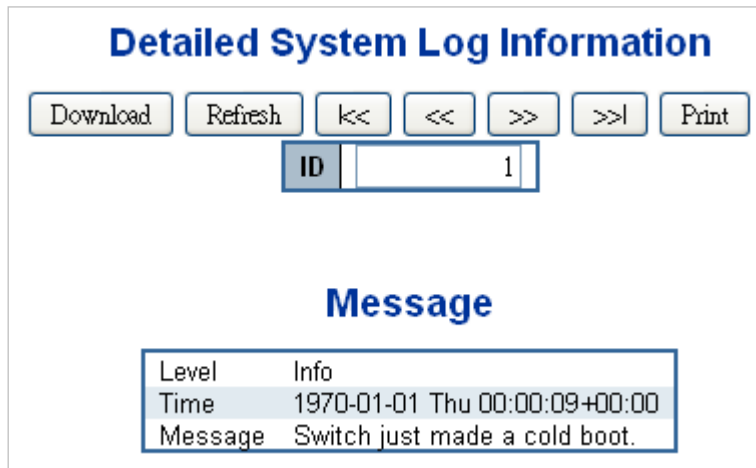 Detailed System Log Information
Download Refresh |<< << >> >>| Print
ID 1
Message
Level Info
Time 1970-01-01 Thu 00:00:09+00:00
Message Switch just made a cold boot.